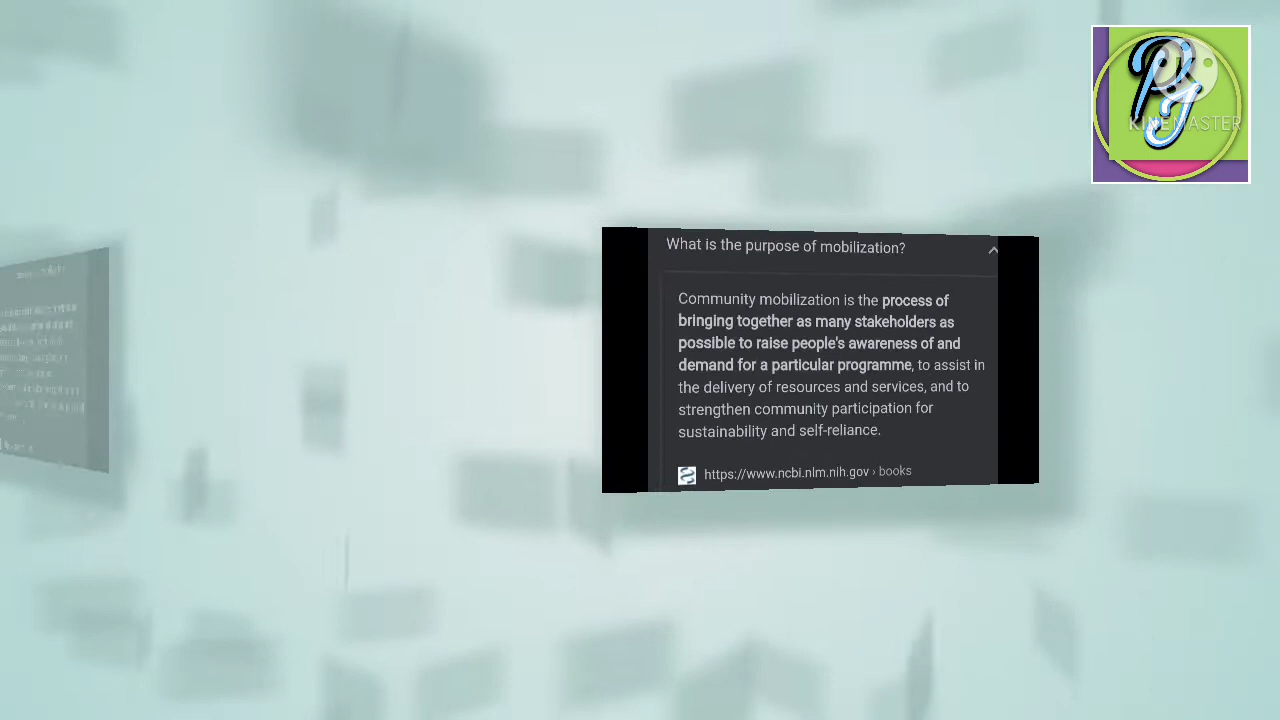 What is the purpose of mobilization?
Community mobilization is the process of
bringing together as many stakeholders as
possible to raise people's awareness of and
demand for a particular programme, to assist in
the delivery of resources and services, and to
strengthen community participation for
sustainability and self-reliance.
https://www.ncbi.nlm.nih.gov › books
PJ
KINEMASTER